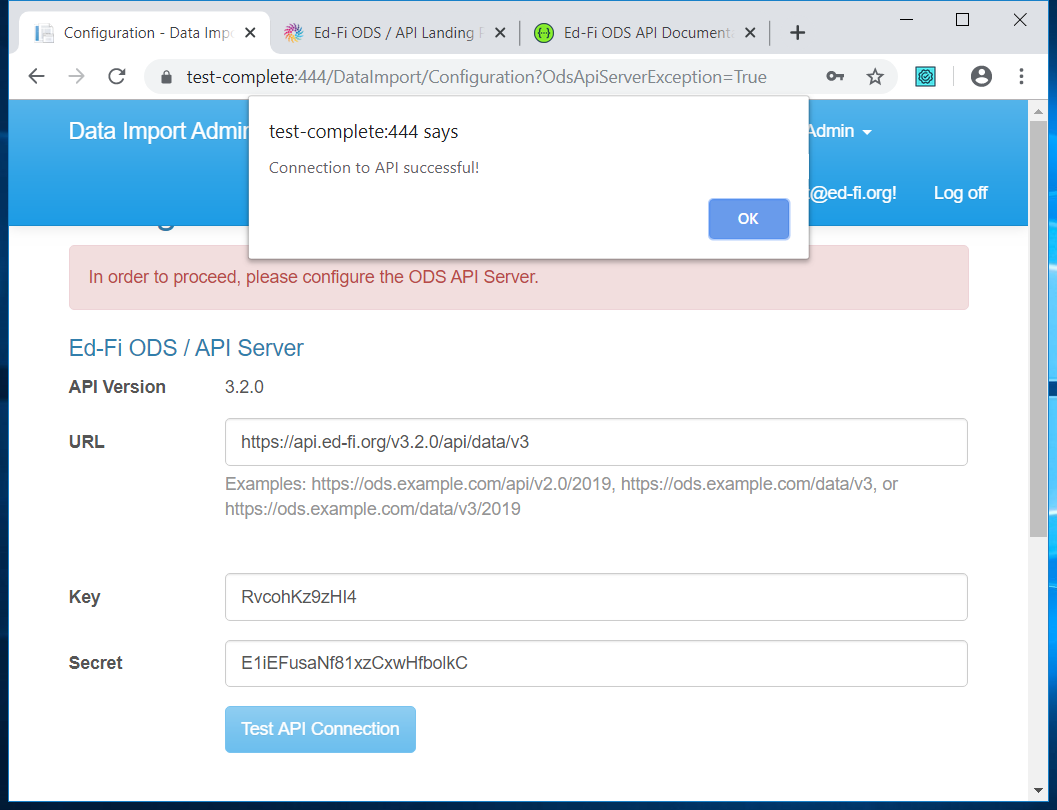 Configuration - Data Imp
Ed-Fi ODS / API Landing
Ed-Fi ODS API Documenta
test-complete:444/DataImport/Configuration?OdsApiServerException=True
test-complete:444 says
Connection to API successful!
OK
Data Import Admin
Admin
@ed-fi.org!
Log off
In order to proceed, please configure the ODS API Server.
Ed-Fi ODS / API Server
API Version 3.2.0
URL https://api.ed-fi.org/v3.2.0/api/data/v3
Examples: https://ods.example.com/api/v2.0/2019, https://ods.example.com/data/v3, or
https://ods.example.com/data/v3/2019
Key RvcohKz9zHI4
Secret E1iEFusaNf81xzCxwHfbolkC
Test API Connection